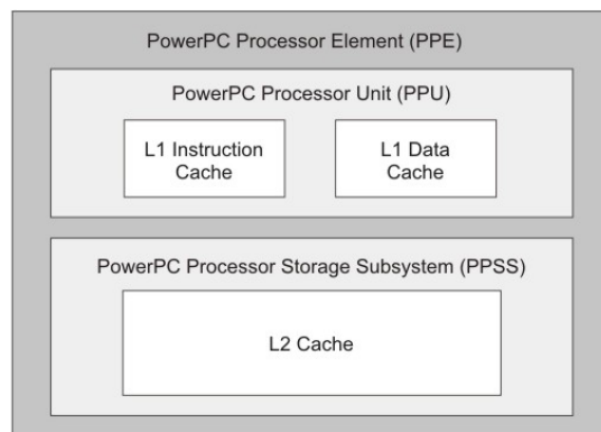 PowerPC Processor Element (PPE)
PowerPC Processor Unit (PPU)
L1 Instruction
Cache
L1 Data
Cache
PowerPC Processor Storage Subsystem (PPSS)
L2 Cache